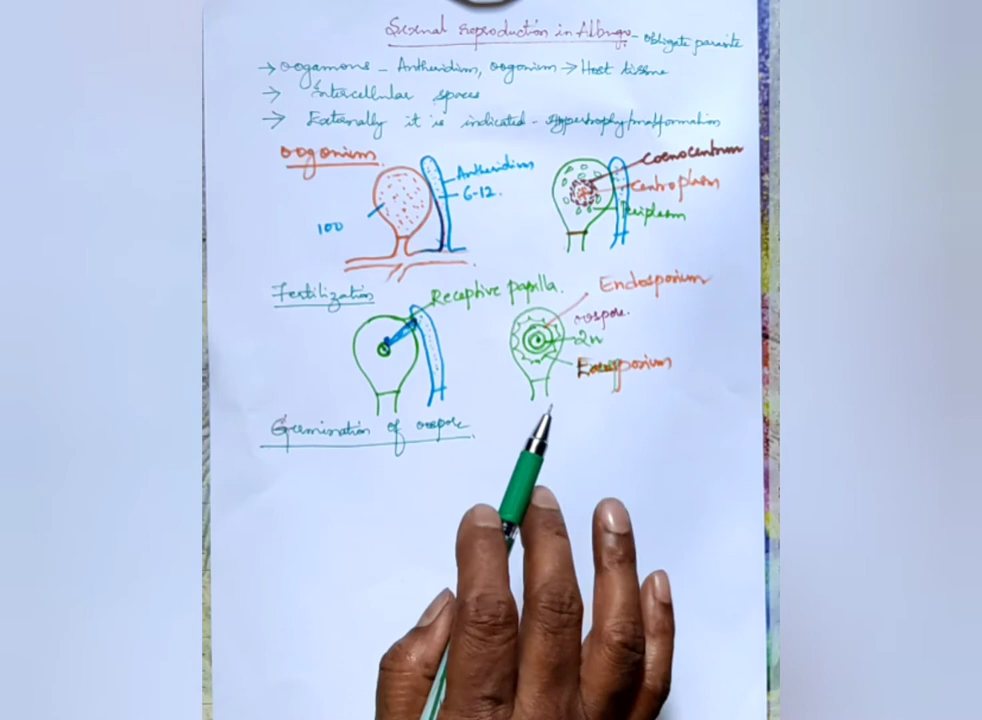 Sexual reproduction in Albugo - obligate parasite
→ oogamous - Antheridium, oogonium → Host tissue
→ Intercellular spaces
→ Externally it is indicated - Hypertrophy/malformation
oogonium
Antheridium
6-12.
100
Coenocentrum
Centroplasm
Periplasm
Fertilization
Receptive papilla.
Endosporium
oospore.
2n
Exosporium
Germination of oospore